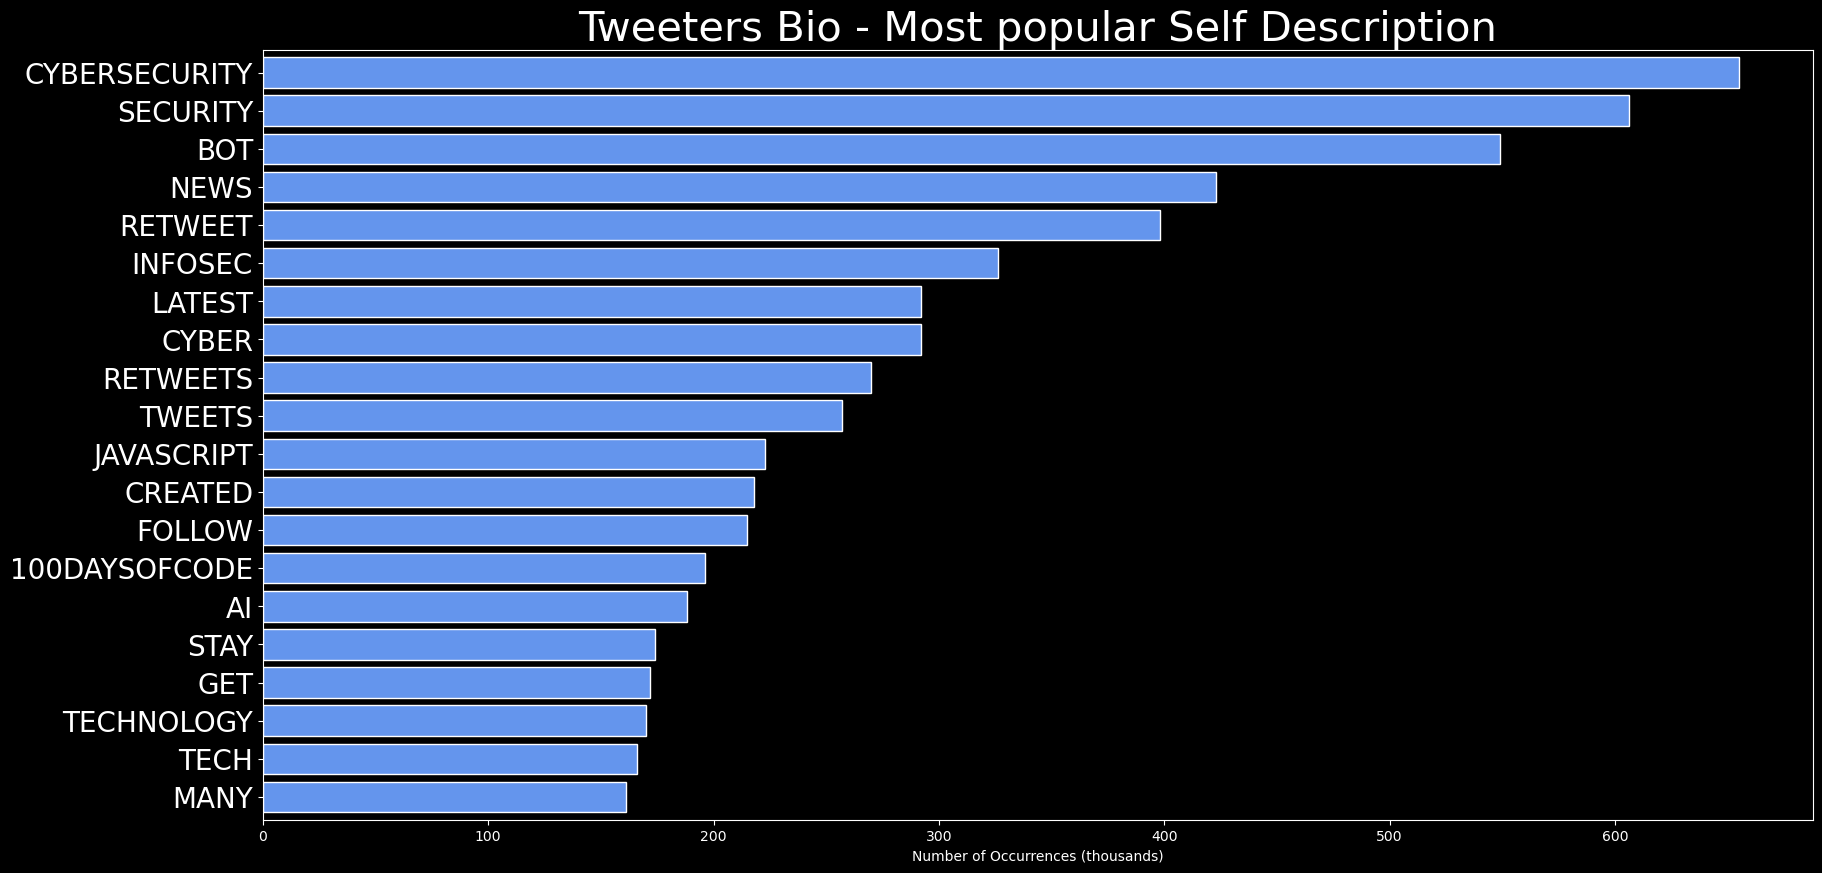 Tweeters Bio - Most popular Self Description
CYBERSECURITY
SECURITY
BOT
NEWS
RETWEET
INFOSEC
LATEST
CYBER
RETWEETS
TWEETS
JAVASCRIPT
CREATED
FOLLOW
100DAYSOFCODE
AI
STAY
GET
TECHNOLOGY
TECH
MANY
0 100 200 300 400 500 600
Number of Occurrences (thousands)